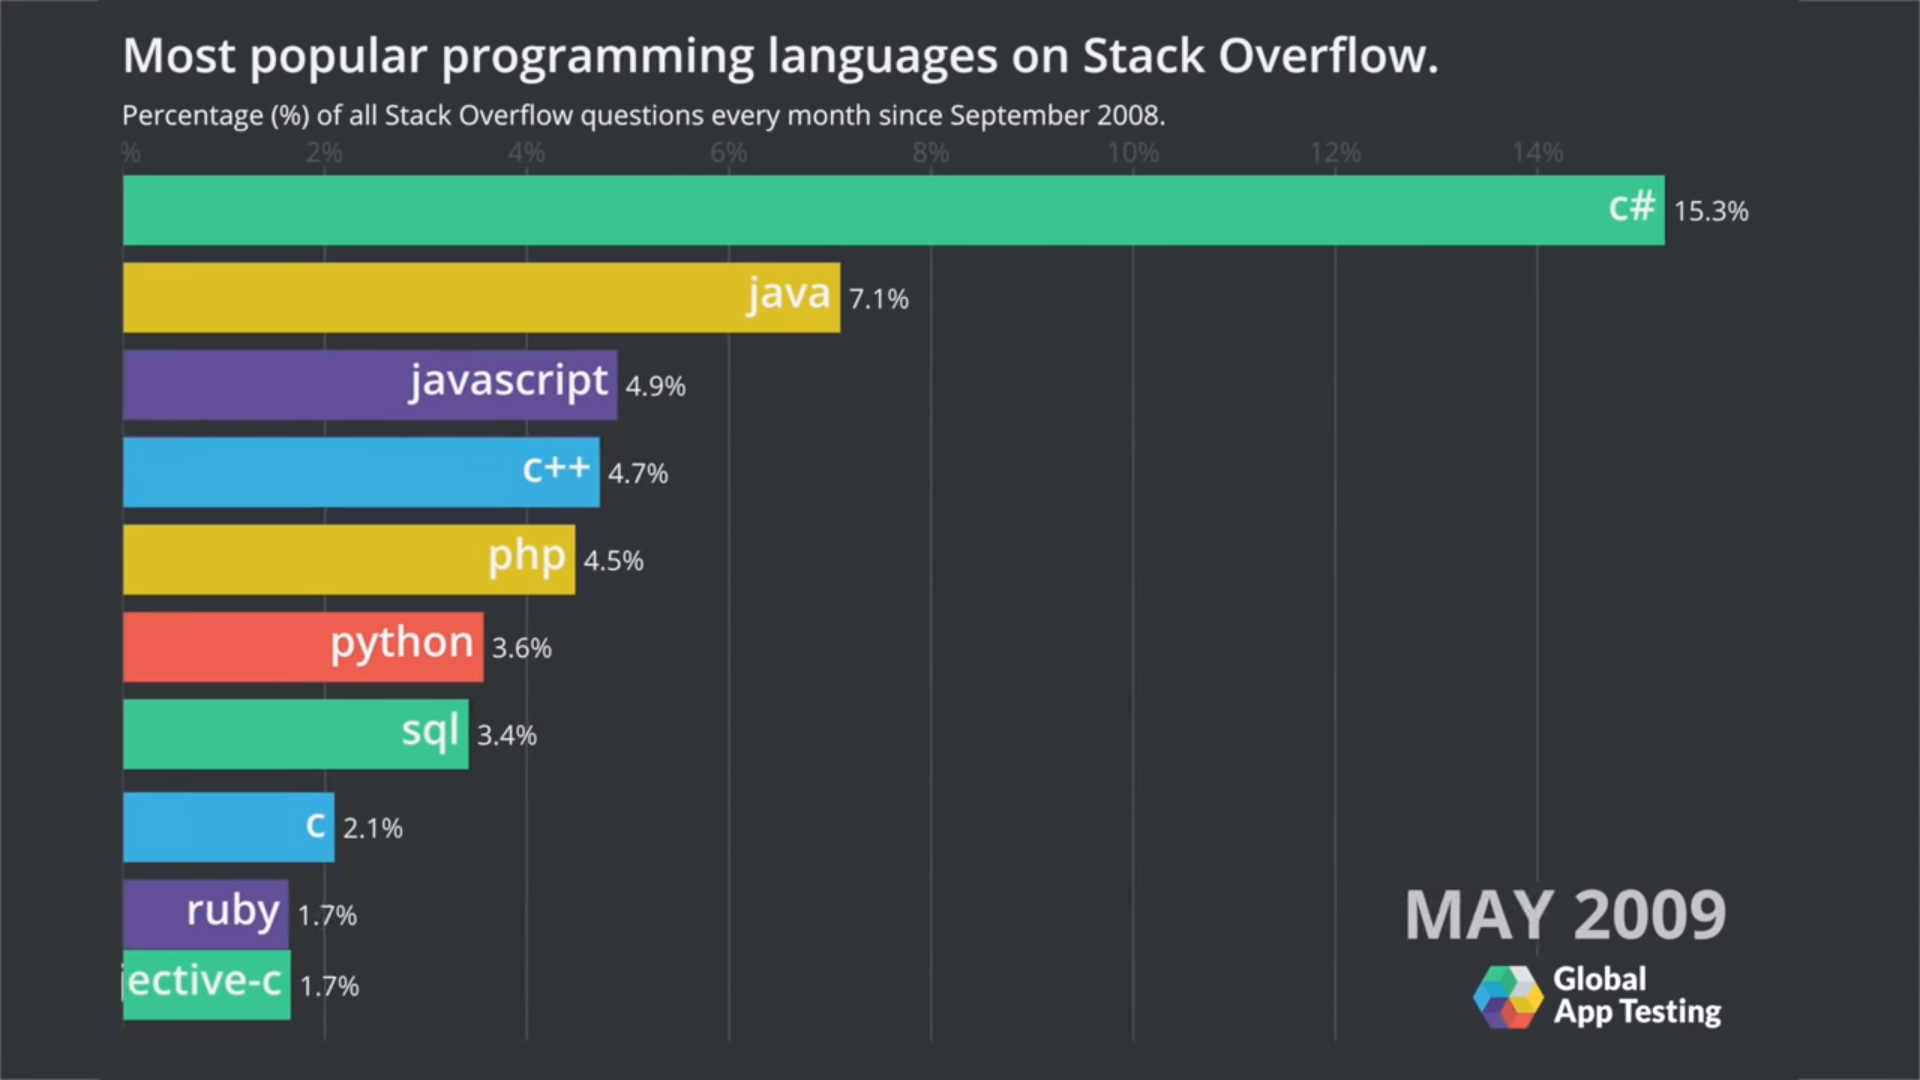 Most popular programming languages on Stack Overflow.
Percentage (%) of all Stack Overflow questions every month since September 2008.
% 2% 4% 6% 8% 10% 12% 14%
c# 15.3%
java 7.1%
javascript 4.9%
c++ 4.7%
php 4.5%
python 3.6%
sql 3.4%
c 2.1%
ruby 1.7%
jective-c 1.7%
MAY 2009
Global
App Testing